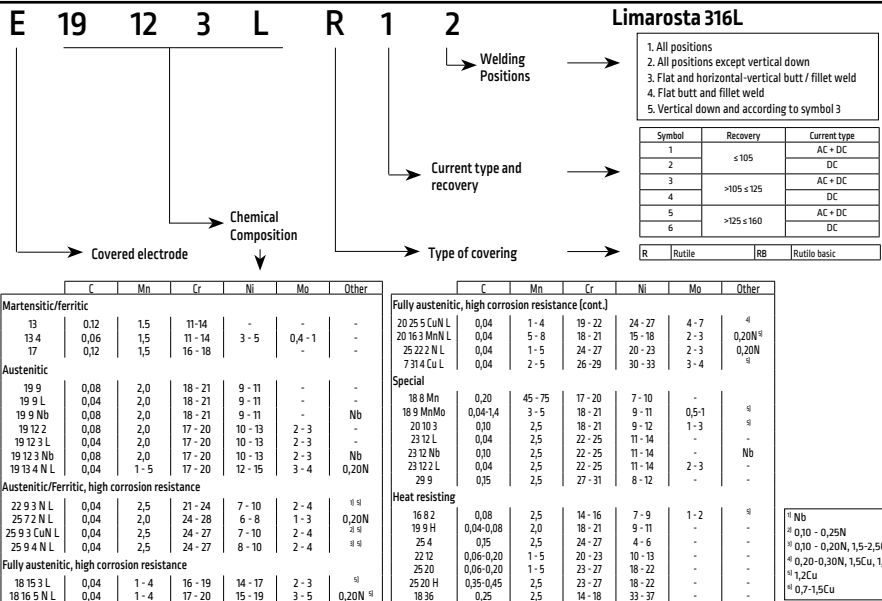 E 19 12 3 L R 1 2 Limarosta 316L
Welding
Positions
1. All positions
2. All positions except vertical down
3. Flat and horizontal-vertical butt / fillet weld
4. Flat butt and fillet weld
5. Vertical down and according to symbol 3
Current type and
recovery
Symbol Recovery Current type
1 ≤ 105 AC + DC
2 DC
3 >105 ≤ 125 AC + DC
4 DC
5 >125 ≤ 160 AC + DC
6 DC
Chemical
Composition
Covered electrode
Type of covering
R Rutile RB Rutilo basic
C Mn Cr Ni Mo Other
Martensitic/ferritic
13 0.12 1.5 11-14 - - -
13 4 0,06 1,5 11 - 14 3 - 5 0,4 - 1 -
17 0,12 1,5 16 - 18 - -
Austenitic
19 9 0,08 2,0 18 - 21 9 - 11 - -
19 9 L 0,04 2,0 18 - 21 9 - 11 - -
19 9 Nb 0,08 2,0 18 - 21 9 - 11 - Nb
19 12 2 0,08 2,0 17 - 20 10 - 13 2 - 3 -
19 12 3 L 0,04 2,0 17 - 20 10 - 13 2 - 3 -
19 12 3 Nb 0,08 2,0 17 - 20 10 - 13 2 - 3 Nb
19 13 4 N L 0,04 1 - 5 17 - 20 12 - 15 3 - 4 0,20N
Austenitic/Ferritic, high corrosion resistance
22 9 3 N L 0,04 2,5 21 - 24 7 - 10 2 - 4 1) 5)
25 7 2 N L 0,04 2,0 24 - 28 6 - 8 1 - 3 0,20N
25 9 3 CuN L 0,04 2,5 24 - 27 7 - 10 2 - 4 2) 5)
25 9 4 N L 0,04 2,5 24 - 27 8 - 10 2 - 4 3) 5)
Fully austenitic, high corrosion resistance
18 15 3 L 0,04 1 - 4 16 - 19 14 - 17 2 - 3 5)
18 16 5 N L 0,04 1 - 4 17 - 20 15 - 19 3 - 5 0,20N 5)
C Mn Cr Ni Mo Other
Fully austenitic, high corrosion resistance (cont.)
20 25 5 CuN L 0,04 1 - 4 19 - 22 24 - 27 4 - 7 4)
20 16 3 MnN L 0,04 5 - 8 18 - 21 15 - 18 2 - 3 0,20N 5)
25 22 2 N L 0,04 1 - 5 24 - 27 20 - 23 2 - 3 0,20N
7 31 4 Cu L 0,04 2 - 5 26 -29 30 - 33 3 - 4 5)
Special
18 8 Mn 0,20 45 - 75 17 - 20 7 - 10 -
18 9 MnMo 0,04-1,4 3 - 5 18 - 21 9 - 11 0,5-1 5)
20 10 3 0,10 2,5 18 - 21 9 - 12 1 - 3 5)
23 12 L 0,04 2,5 22 - 25 11 - 14 - -
23 12 Nb 0,10 2,5 22 - 25 11 - 14 - Nb
23 12 2 L 0,04 2,5 22 - 25 11 - 14 2 - 3 -
29 9 0,15 2,5 27 - 31 8 - 12 - -
Heat resisting
16 8 2 0,08 2,5 14 - 16 7 - 9 1 - 2 5)
19 9 H 0,04-0,08 2,0 18 - 21 9 - 11 - -
25 4 0,15 2,5 24 - 27 4 - 6 - -
22 12 0,06-0,20 1 - 5 20 - 23 10 - 13 - -
25 20 0,06-0,20 1 - 5 23 - 27 18 - 22 - -
25 20 H 0,35-0,45 2,5 23 - 27 18 - 22 - -
18 36 0,25 2,5 14 - 18 33 - 37 - -
1) Nb
2) 0,10 - 0,25N
3) 0,10 - 0,20N, 1,5-2,5
4) 0,20-0,30N, 1,5Cu, 1,
5) 1,2Cu
6) 0,7-1,5Cu